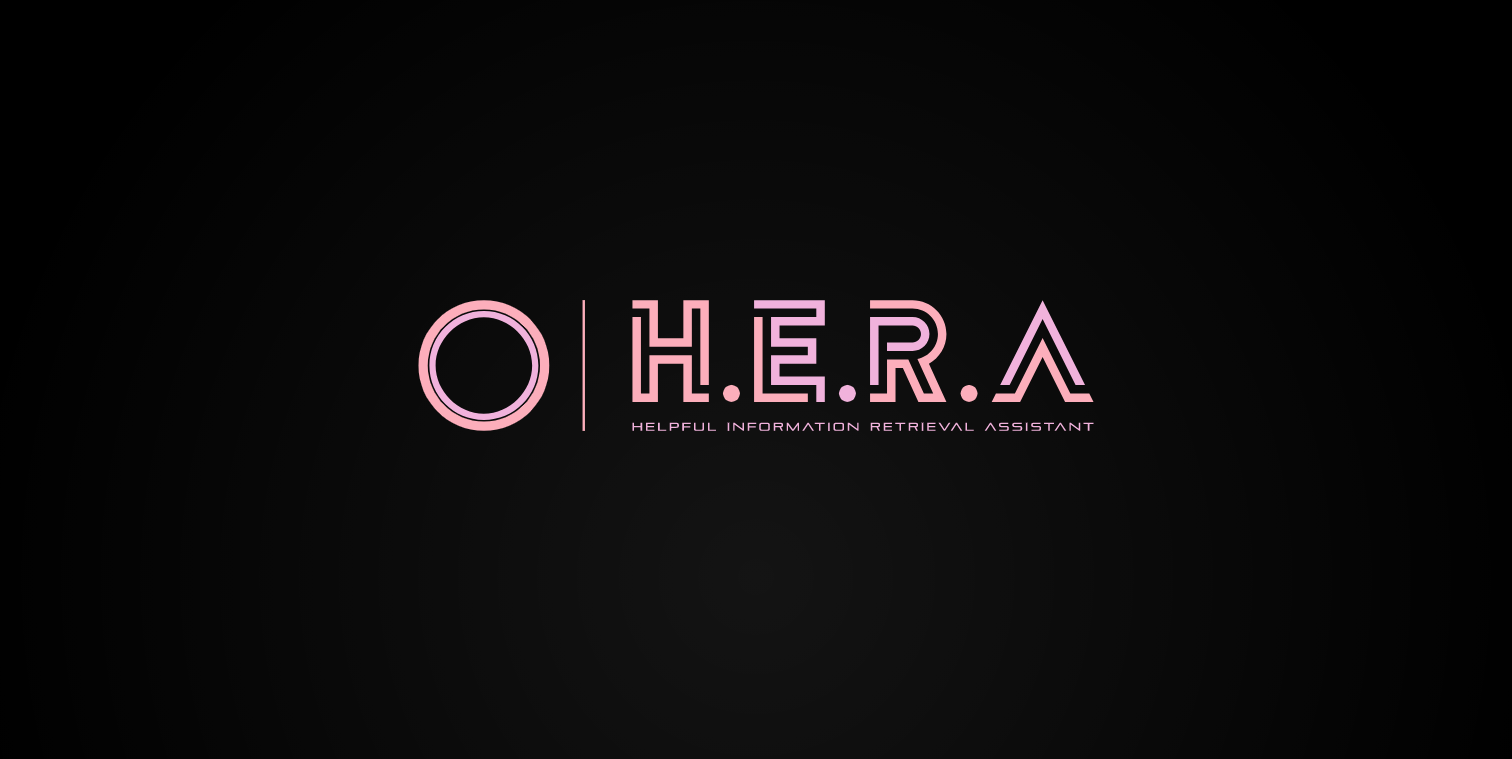 H.E.R.A
HELPFUL INFORMATION RETRIEVAL ASSISTANT